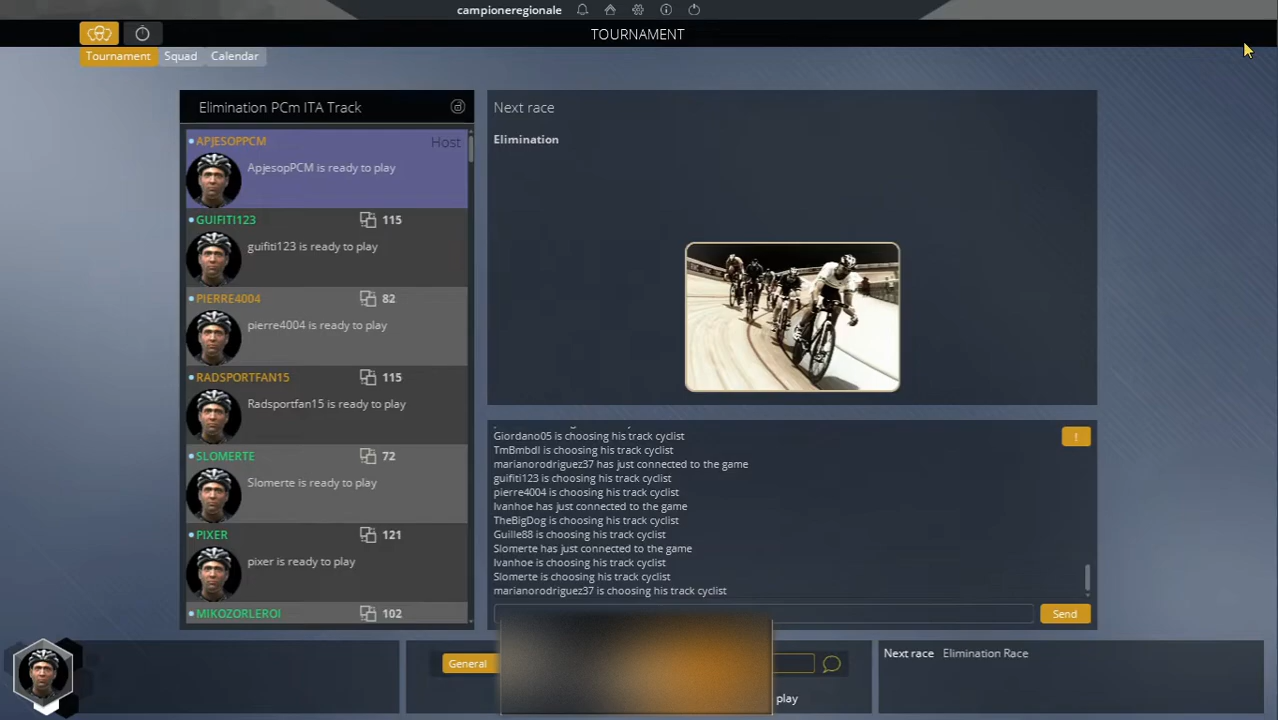 campioneregionale
TOURNAMENT
Tournament Squad Calendar
Elimination PCm ITA Track
APJESOPPCM Host
ApjesopPCM is ready to play
GUIFITI123 115
guifiti123 is ready to play
PIERRE4004 82
pierre4004 is ready to play
RADSPORTFAN15 115
Radsportfan15 is ready to play
SLOMERTE 72
Slomerte is ready to play
PIXER 121
pixer is ready to play
MIKOZORLEROI 102
Next race
Elimination
Giordano05 is choosing his track cyclist
TmBmbdl is choosing his track cyclist
marianorodriguez37 has just connected to the game
guifiti123 is choosing his track cyclist
pierre4004 is choosing his track cyclist
Ivanhoe has just connected to the game
TheBigDog is choosing his track cyclist
Guille88 is choosing his track cyclist
Slomerte has just connected to the game
Ivanhoe is choosing his track cyclist
Slomerte is choosing his track cyclist
marianorodriguez37 is choosing his track cyclist
!
Send
General
play
Next race Elimination Race